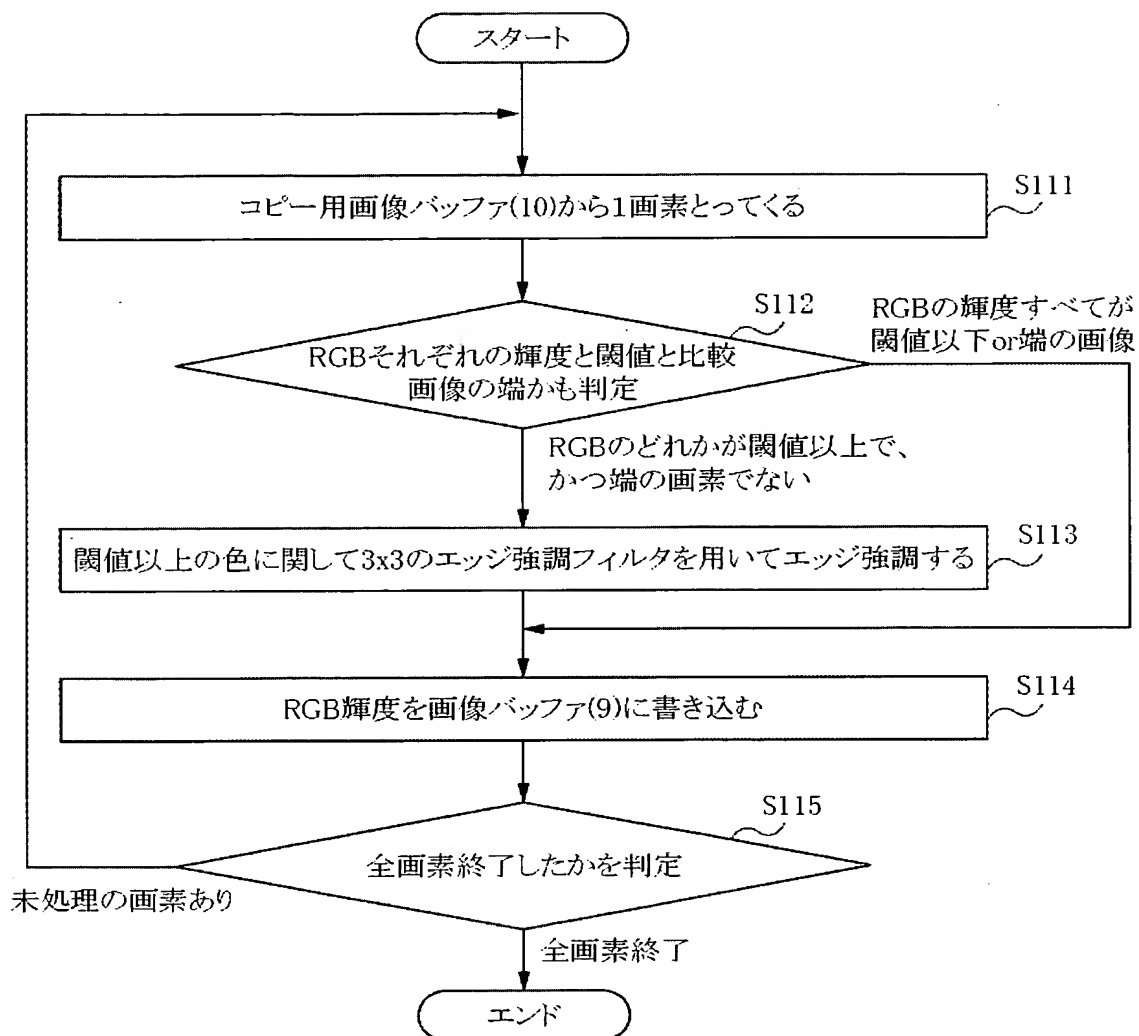 スタート
S111
コピー用画像バッファ(10)から1画素とってくる
S112
RGBの輝度すべてが
閾値以下or端の画像
RGBそれぞれの輝度と閾値と比較
画像の端かも判定
RGBのどれかが閾値以上で、
かつ端の画素でない
S113
閾値以上の色に関して3x3のエッジ強調フィルタを用いてエッジ強調する
S114
RGB輝度を画像バッファ(9)に書き込む
S115
全画素終了したかを判定
未処理の画素あり
全画素終了
エンド